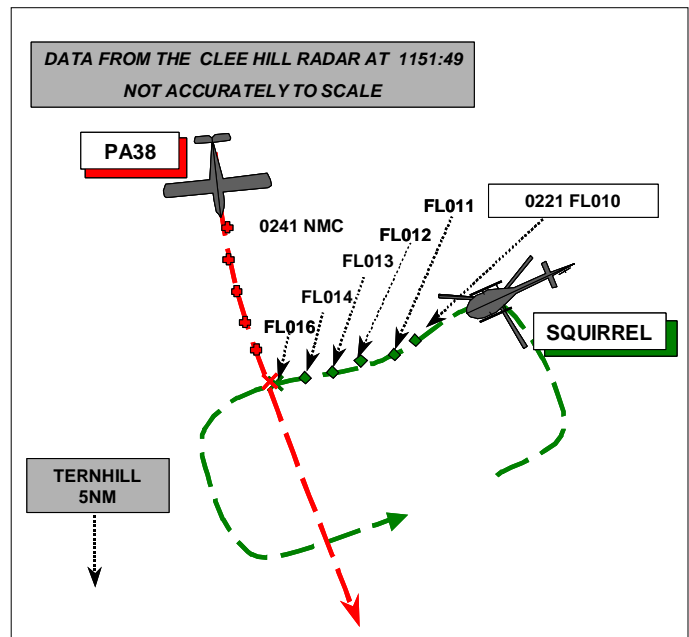 DATA FROM THE CLEE HILL RADAR AT 1151:49
NOT ACCURATELY TO SCALE
PA38
0241 NMC
FL011
0221 FL010
FL012
FL013
FL014
FL016
SQUIRREL
TERNHILL
5NM